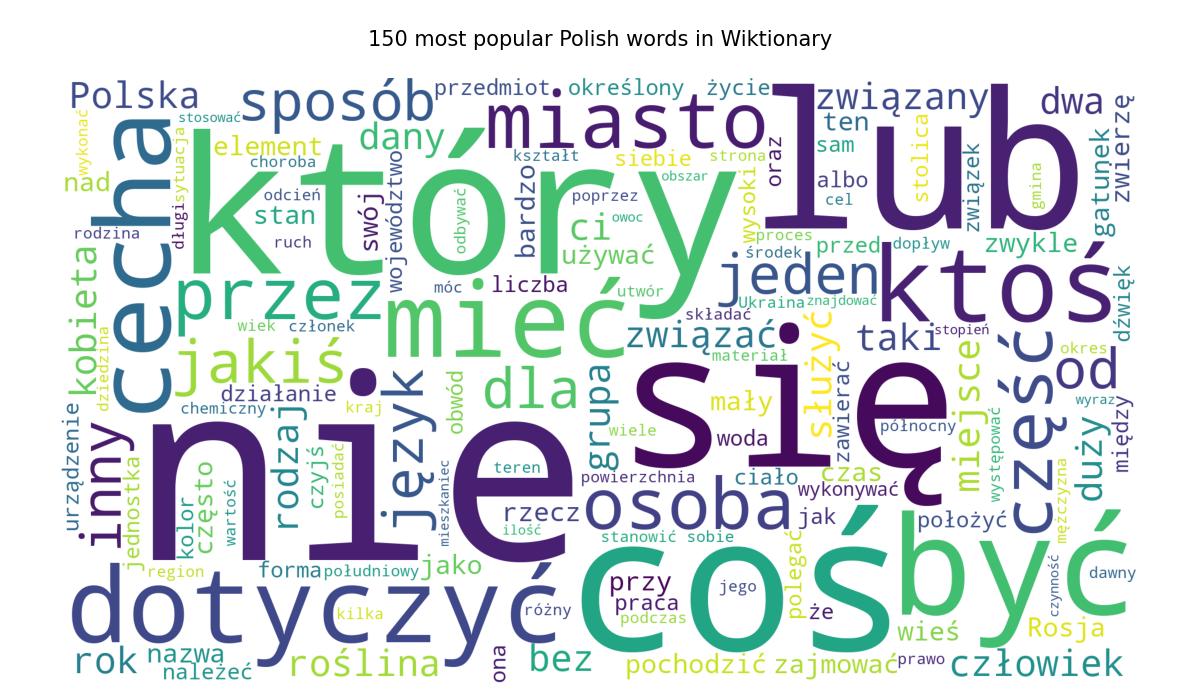 150 most popular Polish words in Wiktionary
Polska
sposób
przedmiot
określony
życie
lub
związany
dwa
zwierzę
wykonać
stosować
cecha
sytuacja
element
dany
miasto
oraz
ten
stolica
nad
choroba
który
województwo
kształt
siebie
strona
sam
związek
gatunek
długi
odcień
swój
odbywać
bardzo
obszar
wysoki
albo
gmina
rodzina
stan
poprzez
cel
ruch
ci
owoc
proces
przed
dopływ
zwykle
kobieta
używać
środek
jeden
ktoś
dźwięk
przez
mieć
móc
liczba
utwór
Ukraina
znajdować
wiek
członek
składać
związać
służyć
taki
stopień
dziedzina
jakiś
materiał
zawierać
miejsce
część
okres
od
działanie
język
obwód
dla
grupa
się
mały
wyraz
urządzenie
inny
chemiczny
kraj
nie
wiele
woda
północny
występować
duży
między
jednostka
rodzaj
czyjś
posiadać
kolor
często
wartość
mieszkaniec
teren
powierzchnia
ciało
czas
wykonywać
mężczyzna
rzecz
osoba
jak
położyć
ilość
stanowić
sobie
coś
być
region
forma
południowy
jako
polegać
czynność
dawny
dotyczyć
kilka
różny
przy
praca
podczas
jego
że
wieś
Rosja
rok
nazwa
należeć
roślina
ona
bez
pochodzić
zajmować
prawo
człowiek